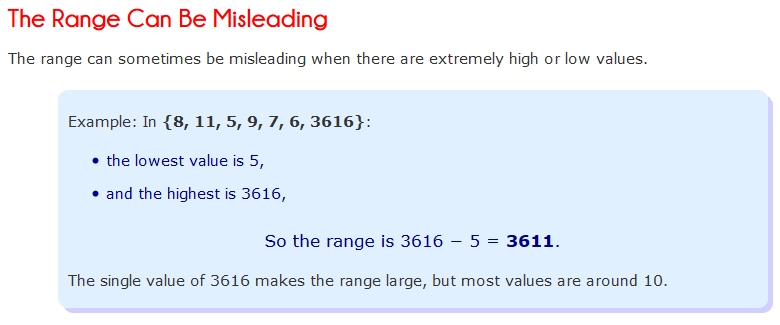 The Range Can Be Misleading
The range can sometimes be misleading when there are extremely high or low values.
Example: In {8, 11, 5, 9, 7, 6, 3616}:
• the lowest value is 5,
• and the highest is 3616,
So the range is 3616 − 5 = 3611.
The single value of 3616 makes the range large, but most values are around 10.